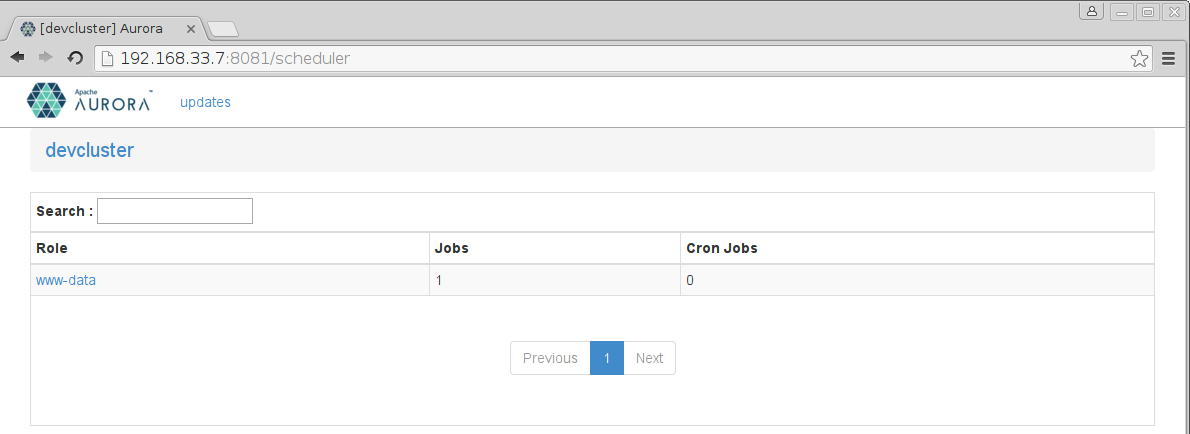 [devcluster] Aurora
192.168.33.7:8081/scheduler
Apache
AURORA™ updates
devcluster
Search :
Role Jobs Cron Jobs
www-data 1 0
Previous 1 Next